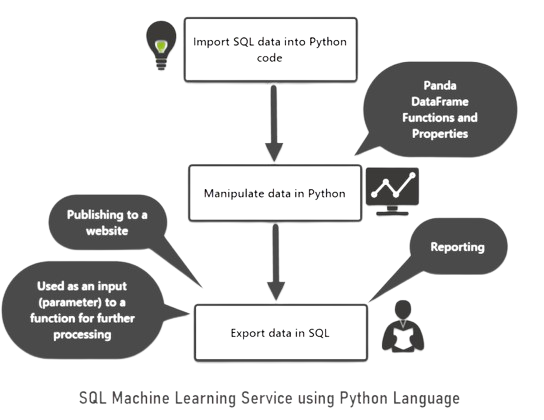 Import SQL data into Python
code
Panda
DataFrame
Functions and
Properties
Manipulate data in Python
Publishing to a
website
Reporting
Used as an input
(parameter) to a
function for further
processing
Export data in SQL
SQL Machine Learning Service using Python Language